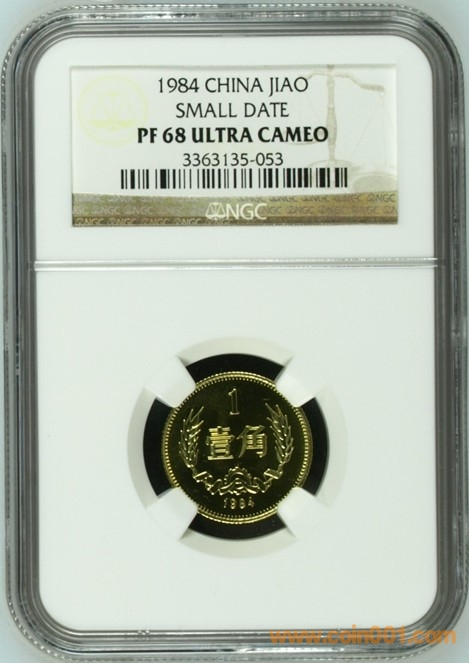 1984 CHINA JIAO
SMALL DATE
PF 68 ULTRA CAMEO
3363135-053
NGC
1
壹角
1984
www.coin001.com